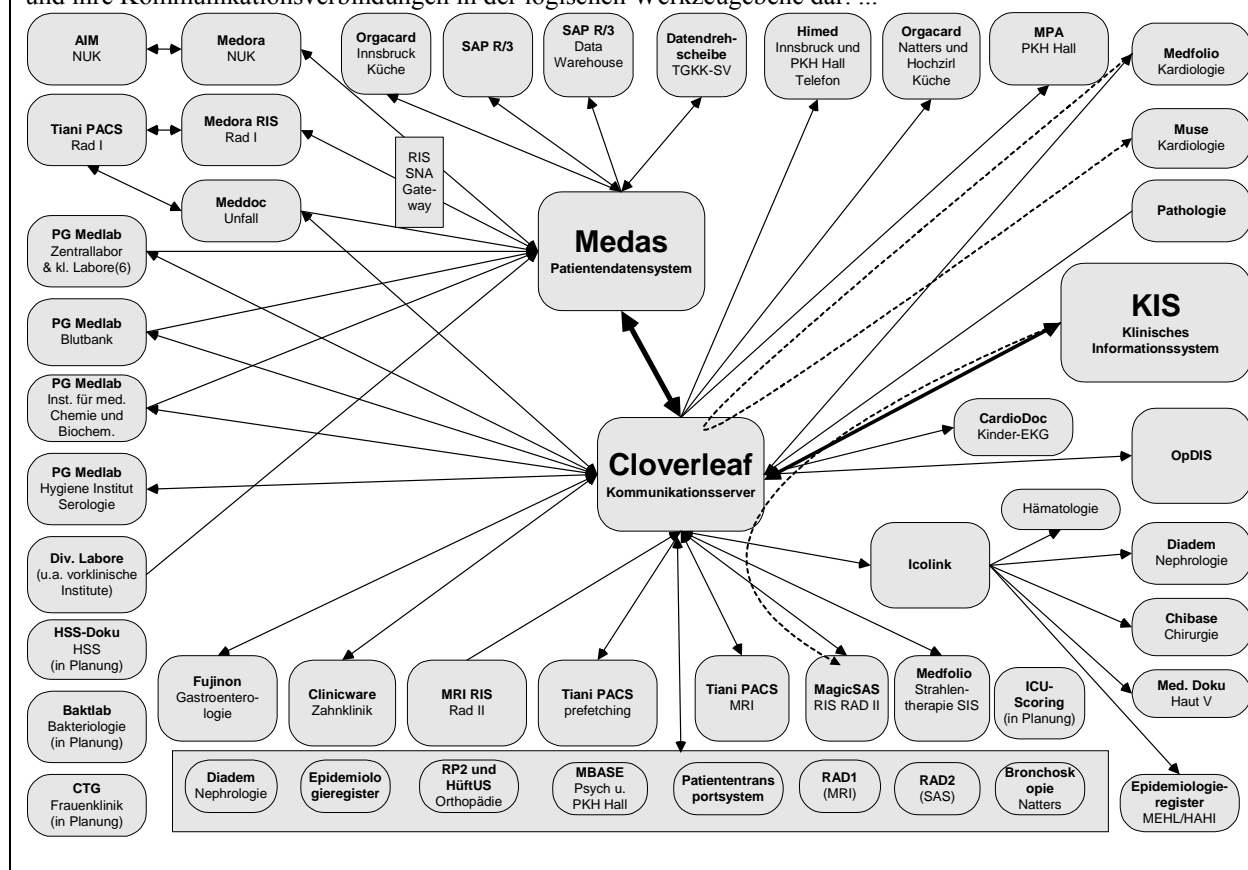 und ihre Kommunikationsverbindungen in der logischen Werkzeugebene dar: ...
AIM
NUK
Medora
NUK
Orgacard
Innsbruck
Küche
SAP R/3
SAP R/3
Data
Warehouse
Datendreh-
scheibe
TGKK-SV
Himed
Innsbruck und
PKH Hall
Telefon
Orgacard
Natters und
Hochzirl
Küche
MPA
PKH Hall
Medfolio
Kardiologie
Tiani PACS
Rad I
Medora RIS
Rad I
RIS
SNA
Gate-
way
Muse
Kardiologie
Meddoc
Unfall
Medas
Patientendatensystem
Pathologie
PG Medlab
Zentrallabor
& kl. Labore(6)
KIS
Klinisches
Informationssystem
PG Medlab
Blutbank
PG Medlab
Inst. für med.
Chemie und
Biochem.
CardioDoc
Kinder-EKG
Cloverleaf
Kommunikationsserver
OpDIS
PG Medlab
Hygiene Institut
Serologie
Hämatologie
Div. Labore
(u.a. vorklinische
Institute)
Icolink
Diadem
Nephrologie
Chibase
Chirurgie
HSS-Doku
HSS
(in Planung)
Fujinon
Gastroentero-
logie
Clinicware
Zahnklinik
MRI RIS
Rad II
Tiani PACS
prefetching
Tiani PACS
MRI
MagicSAS
RIS RAD II
Medfolio
Strahlen-
therapie SIS
ICU-
Scoring
(in Planung)
Med. Doku
Haut V
Baktlab
Bakteriologie
(in Planung)
CTG
Frauenklinik
(in Planung)
Diadem
Nephrologie
Epidemiolo
gieregister
RP2 und
HüftUS
Orthopädie
MBASE
Psych u.
PKH Hall
Patiententrans
portsystem
RAD1
(MRI)
RAD2
(SAS)
Bronchosk
opie
Natters
Epidemiologie-
register
MEHL/HAHI